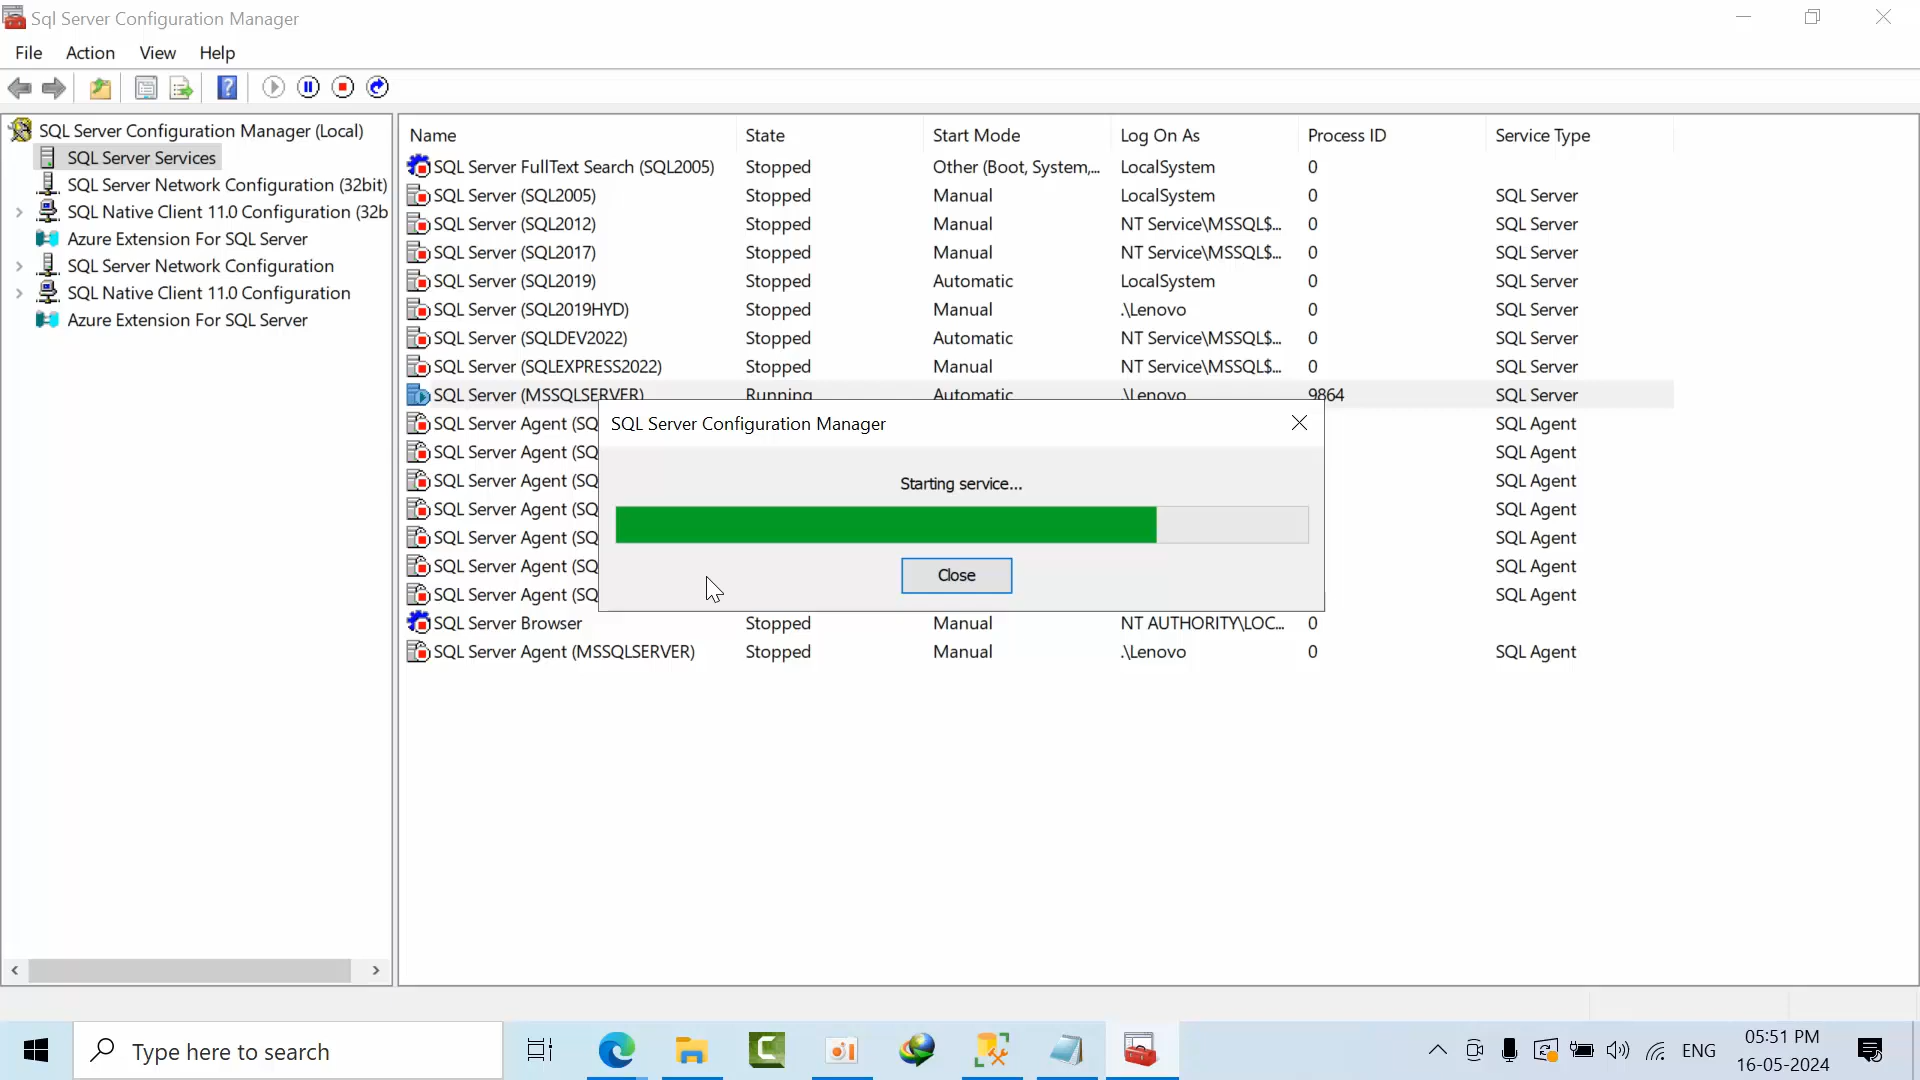 Sql Server Configuration Manager
File Action View Help
SQL Server Configuration Manager (Local)
SQL Server Services
SQL Server Network Configuration (32bit)
SQL Native Client 11.0 Configuration (32b
Azure Extension For SQL Server
SQL Server Network Configuration
SQL Native Client 11.0 Configuration
Azure Extension For SQL Server
Name State Start Mode Log On As Process ID Service Type
SQL Server FullText Search (SQL2005) Stopped Other (Boot, System,... LocalSystem 0
SQL Server (SQL2005) Stopped Manual LocalSystem 0 SQL Server
SQL Server (SQL2012) Stopped Manual NT Service\MSSQL$... 0 SQL Server
SQL Server (SQL2017) Stopped Manual NT Service\MSSQL$... 0 SQL Server
SQL Server (SQL2019) Stopped Automatic LocalSystem 0 SQL Server
SQL Server (SQL2019HYD) Stopped Manual .\Lenovo 0 SQL Server
SQL Server (SQLDEV2022) Stopped Automatic NT Service\MSSQL$... 0 SQL Server
SQL Server (SQLEXPRESS2022) Stopped Manual NT Service\MSSQL$... 0 SQL Server
SQL Server (MSSQLSERVER) Running Automatic .\Lenovo 9864 SQL Server
SQL Server Agent (SQ SQL Agent
SQL Server Agent (SQ SQL Agent
SQL Server Agent (SQ SQL Agent
SQL Server Agent (SQ SQL Agent
SQL Server Agent (SQ SQL Agent
SQL Server Agent (SQ SQL Agent
SQL Server Agent (SQ SQL Agent
SQL Server Browser Stopped Manual NT AUTHORITY\LOC... 0
SQL Server Agent (MSSQLSERVER) Stopped Manual .\Lenovo 0 SQL Agent
SQL Server Configuration Manager
Starting service...
Close
Type here to search
ENG
05:51 PM
16-05-2024